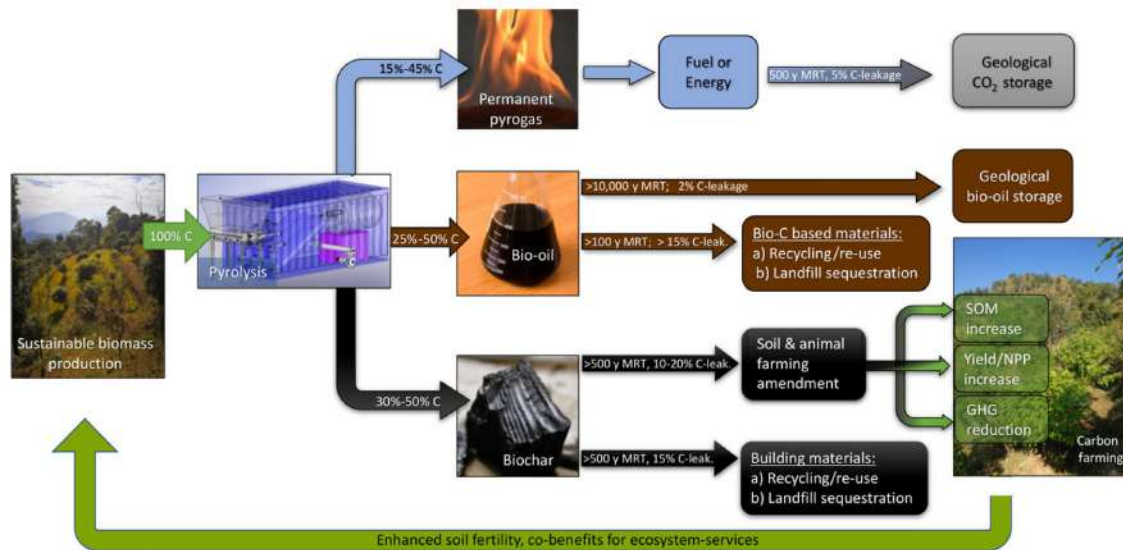 15%-45% C
Permanent
pyrogas
Fuel or
Energy
500 y MRT, 5% C-leakage
Geological
CO₂ storage
Sustainable biomass
production
100% C
Pyrolysis
25%-50% C
Bio-oil
>10,000 y MRT; 2% C-leakage
Geological
bio-oil storage
>100 y MRT; > 15% C-leak.
Bio-C based materials:
a) Recycling/re-use
b) Landfill sequestration
30%-50% C
Biochar
>500 y MRT, 10-20% C-leak.
Soil & animal
farming
amendment
SOM
increase
Yield/NPP
increase
GHG
reduction
Carbon
farming
>500 y MRT, 15% C-leak.
Building materials:
a) Recycling/re-use
b) Landfill sequestration
Enhanced soil fertility, co-benefits for ecosystem-services